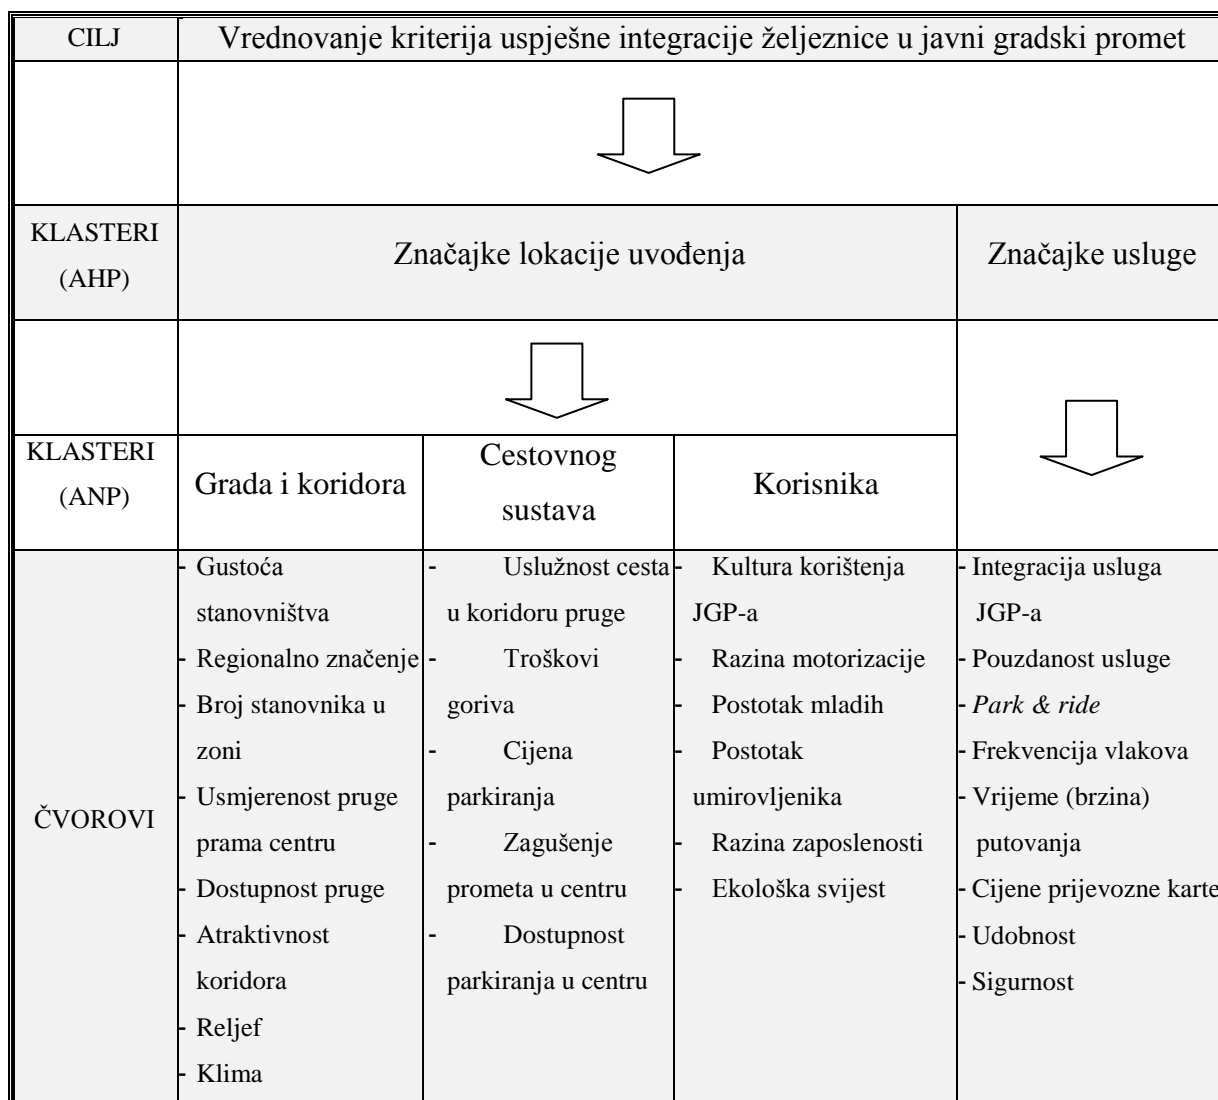 CILJ
Vrednovanje kriterija uspješne integracije željeznice u javni gradski promet
KLASTERI
(AHP)
Značajke lokacije uvođenja
Značajke usluge
KLASTERI
(ANP)
Grada i koridora
Cestovnog
sustava
Korisnika
ČVOROVI
- Gustoća
stanovništva
- Regionalno značenje
- Broj stanovnika u
zoni
- Usmjerenost pruge
prama centru
- Dostupnost pruge
- Atraktivnost
koridora
- Reljef
- Klima
- Uslužnost cesta
u koridoru pruge
- Troškovi
goriva
- Cijena
parkiranja
- Zagušenje
prometa u centru
- Dostupnost
parkiranja u centru
- Kultura korištenja
JGP-a
- Razina motorizacije
- Postotak mladih
- Postotak
umirovljenika
- Razina zaposlenosti
- Ekološka svijest
- Integracija usluga
JGP-a
- Pouzdanost usluge
- Park & ride
- Frekvencija vlakova
- Vrijeme (brzina)
putovanja
- Cijene prijevozne karte
- Udobnost
- Sigurnost